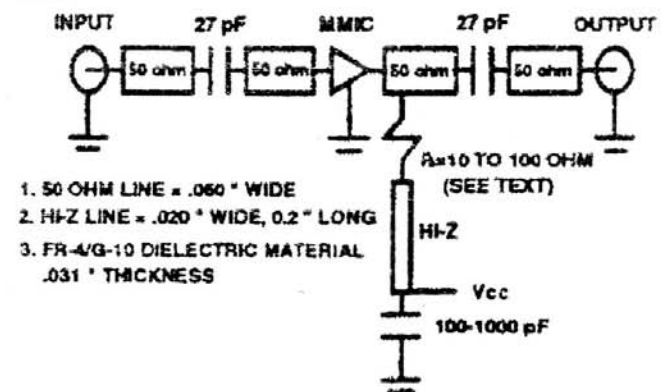 INPUT 27 pF MMIC 27 pF OUTPUT
50 ohm 50 ohm 50 ohm 50 ohm
R=10 TO 100 OHM
(SEE TEXT)
1. 50 OHM LINE = .060 " WIDE
2. HI-Z LINE = .020 " WIDE, 0.2 " LONG
3. FR-4/G-10 DIELECTRIC MATERIAL
.031 " THICKNESS
HI-Z
Vcc
100-1000 pF